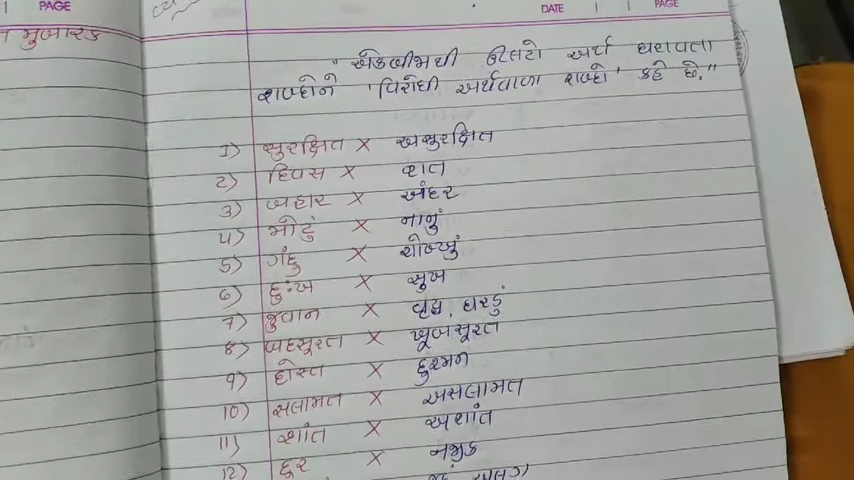 PAGE
DATE
PAGE
મુબારક
"એકબીજાથી ઊલટો અર્થ ધરાવતા
શબ્દોને 'વિરોધી અર્થવાળા શબ્દો' કહે છે."
1) સુરક્ષિત × અસુરક્ષિત
2) દિવસ × રાત
3) બહાર × અંદર
4) મોટું × નાનું
5) ગંદુ × ચોખ્ખું
6) દુઃખ × સુખ
7) જુવાન × વૃદ્ધ, ઘરડું
8) બદસૂરત × ખૂબસૂરત
9) દોસ્ત × દુશ્મન
10) સલામત × અસલામત
11) શાંત × અશાંત
12) દૂર × નજીક